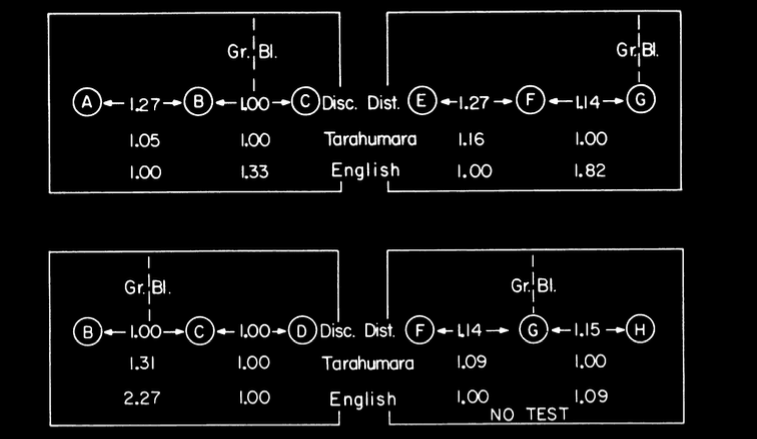 Gr. Bl. Gr. Bl.
A 1.27 B 1.00 C Disc. Dist. E 1.27 F 1.14 G
1.05 1.00 Tarahumara 1.16 1.00
1.00 1.33 English 1.00 1.82
Gr. Bl. Gr. Bl.
B 1.00 C 1.00 D Disc. Dist. F 1.14 G 1.15 H
1.31 1.00 Tarahumara 1.09 1.00
2.27 1.00 English 1.00 1.09
NO TEST